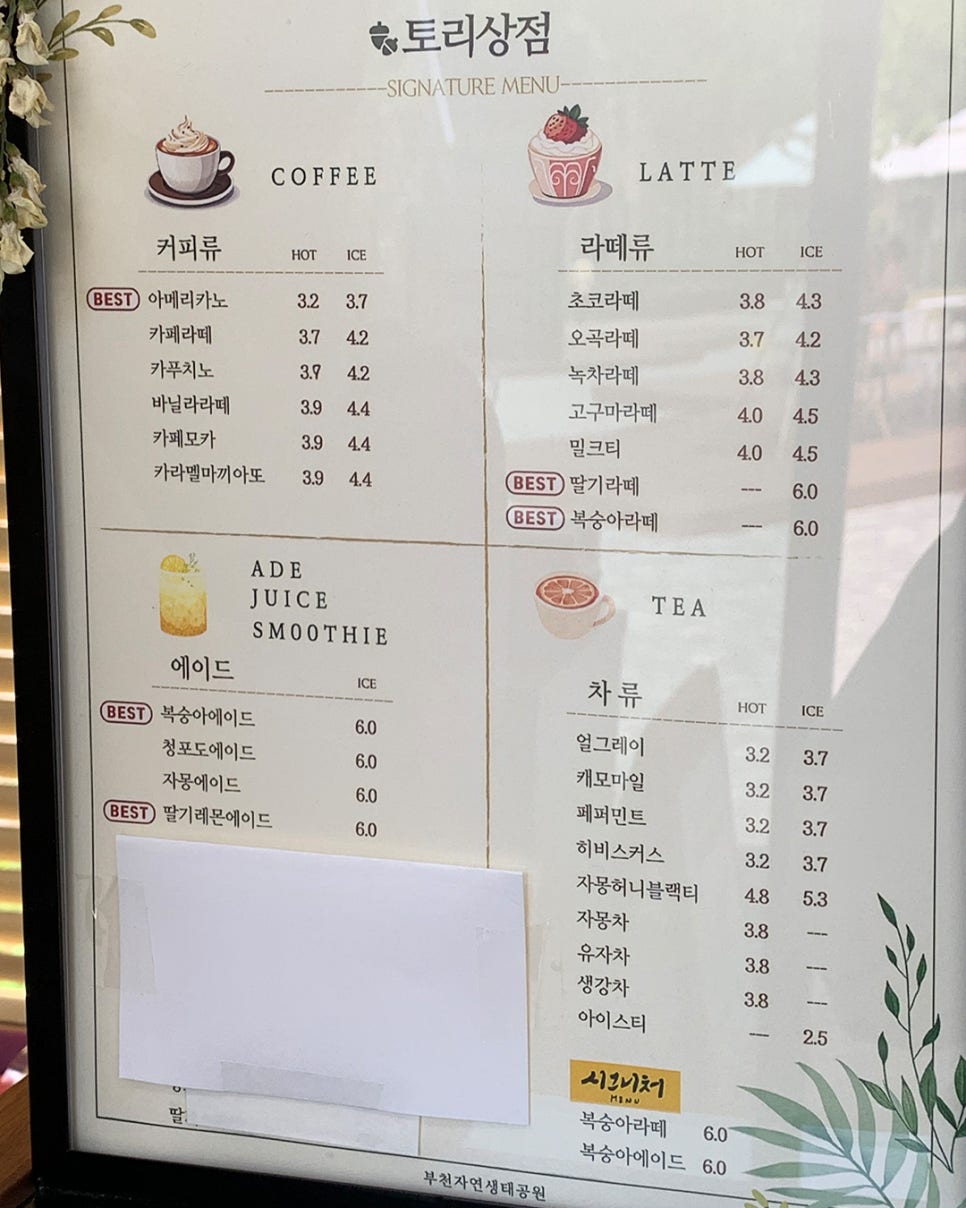 토리상점
SIGNATURE MENU
COFFEE
커피류 HOT ICE
BEST 아메리카노 3.2 3.7
카페라떼 3.7 4.2
카푸치노 3.7 4.2
바닐라라떼 3.9 4.4
카페모카 3.9 4.4
카라멜마끼아또 3.9 4.4
LATTE
라떼류 HOT ICE
초코라떼 3.8 4.3
오곡라떼 3.7 4.2
녹차라떼 3.8 4.3
고구마라떼 4.0 4.5
밀크티 4.0 4.5
BEST 딸기라떼 --- 6.0
BEST 복숭아라떼 --- 6.0
ADE
JUICE
SMOOTHIE
에이드 ICE
BEST 복숭아에이드 6.0
청포도에이드 6.0
자몽에이드 6.0
BEST 딸기레몬에이드 6.0
TEA
차 류 HOT ICE
얼그레이 3.2 3.7
캐모마일 3.2 3.7
페퍼민트 3.2 3.7
히비스커스 3.2 3.7
자몽허니블랙티 4.8 5.3
자몽차 3.8 ---
유자차 3.8 ---
생강차 3.8 ---
아이스티 --- 2.5
시그니처
MENU
복숭아라떼 6.0
복숭아에이드 6.0
부천자연생태공원